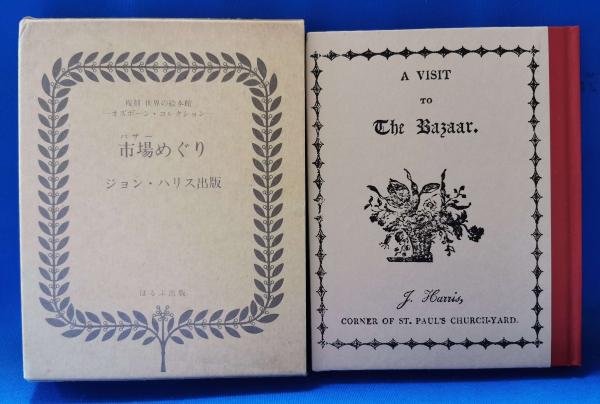 復刻 世界の絵本館
―オズボーン・コレクション―
バザー
市場めぐり
ジョン・ハリス出版
ほるぷ出版
A VISIT
TO
The Bazaar.
J. Harris,
CORNER OF ST. PAUL'S CHURCH-YARD.